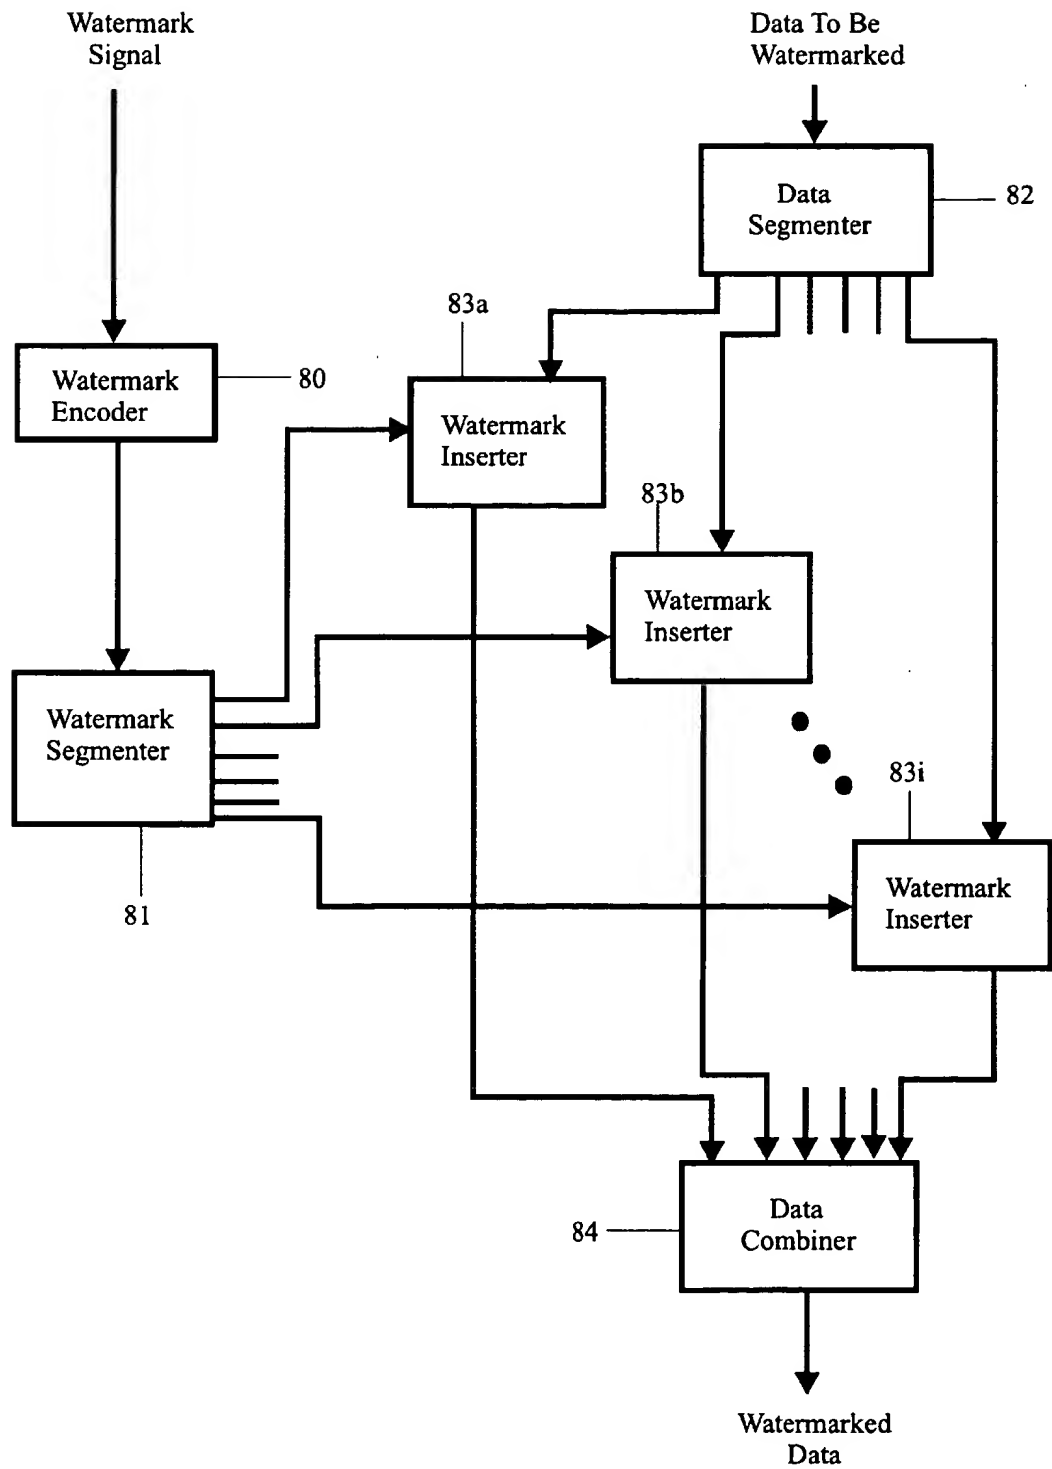 Watermark
Signal
Data To Be
Watermarked
Data
Segmenter
82
83a
Watermark
Encoder
80
Watermark
Inserter
83b
Watermark
Inserter
Watermark
Segmenter
81
83i
Watermark
Inserter
84
Data
Combiner
Watermarked
Data